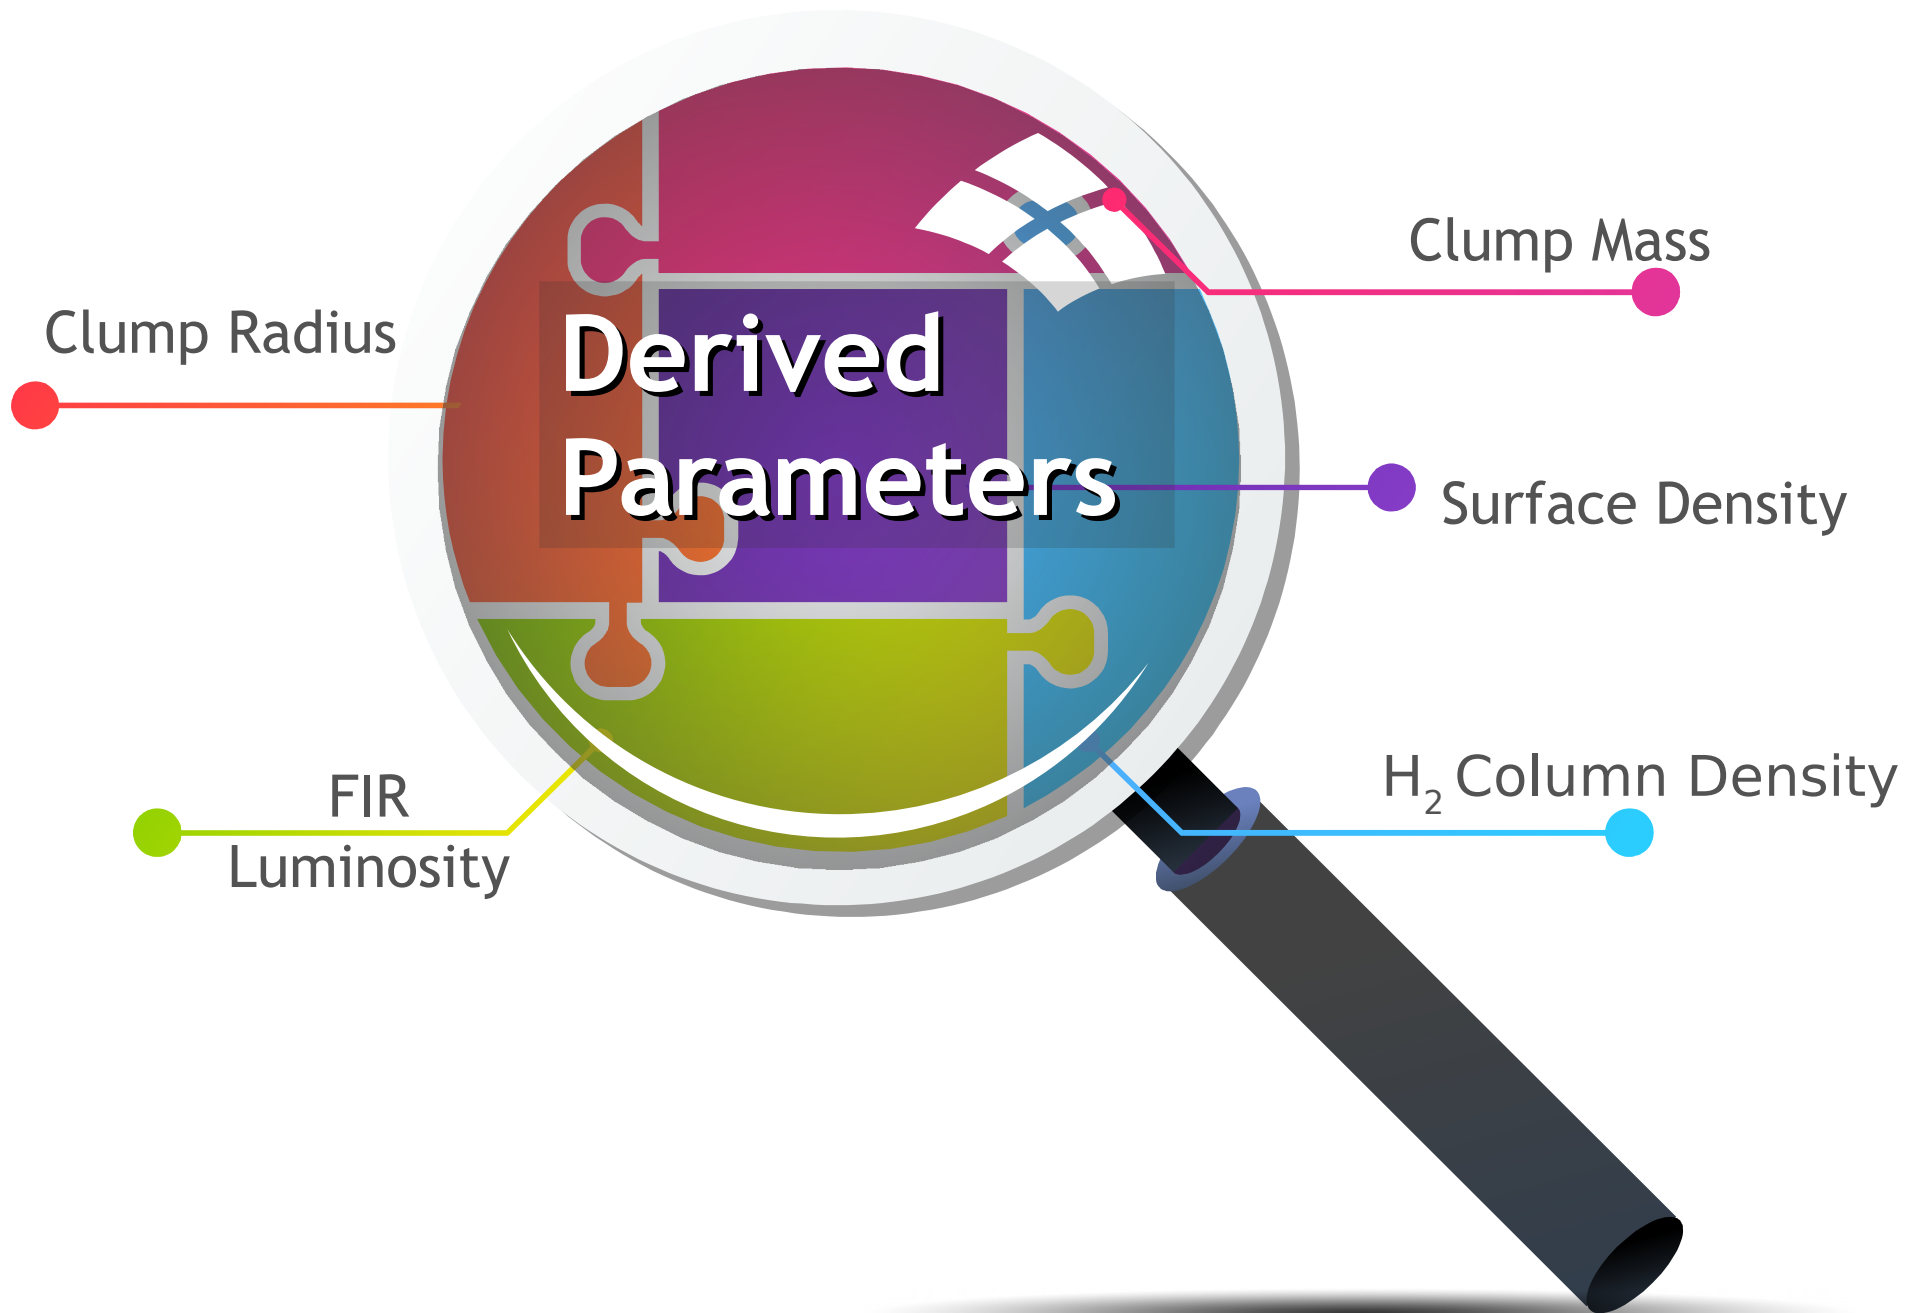 Clump Mass
Clump Radius
Derived
Parameters
Surface Density
H₂ Column Density
FIR
Luminosity